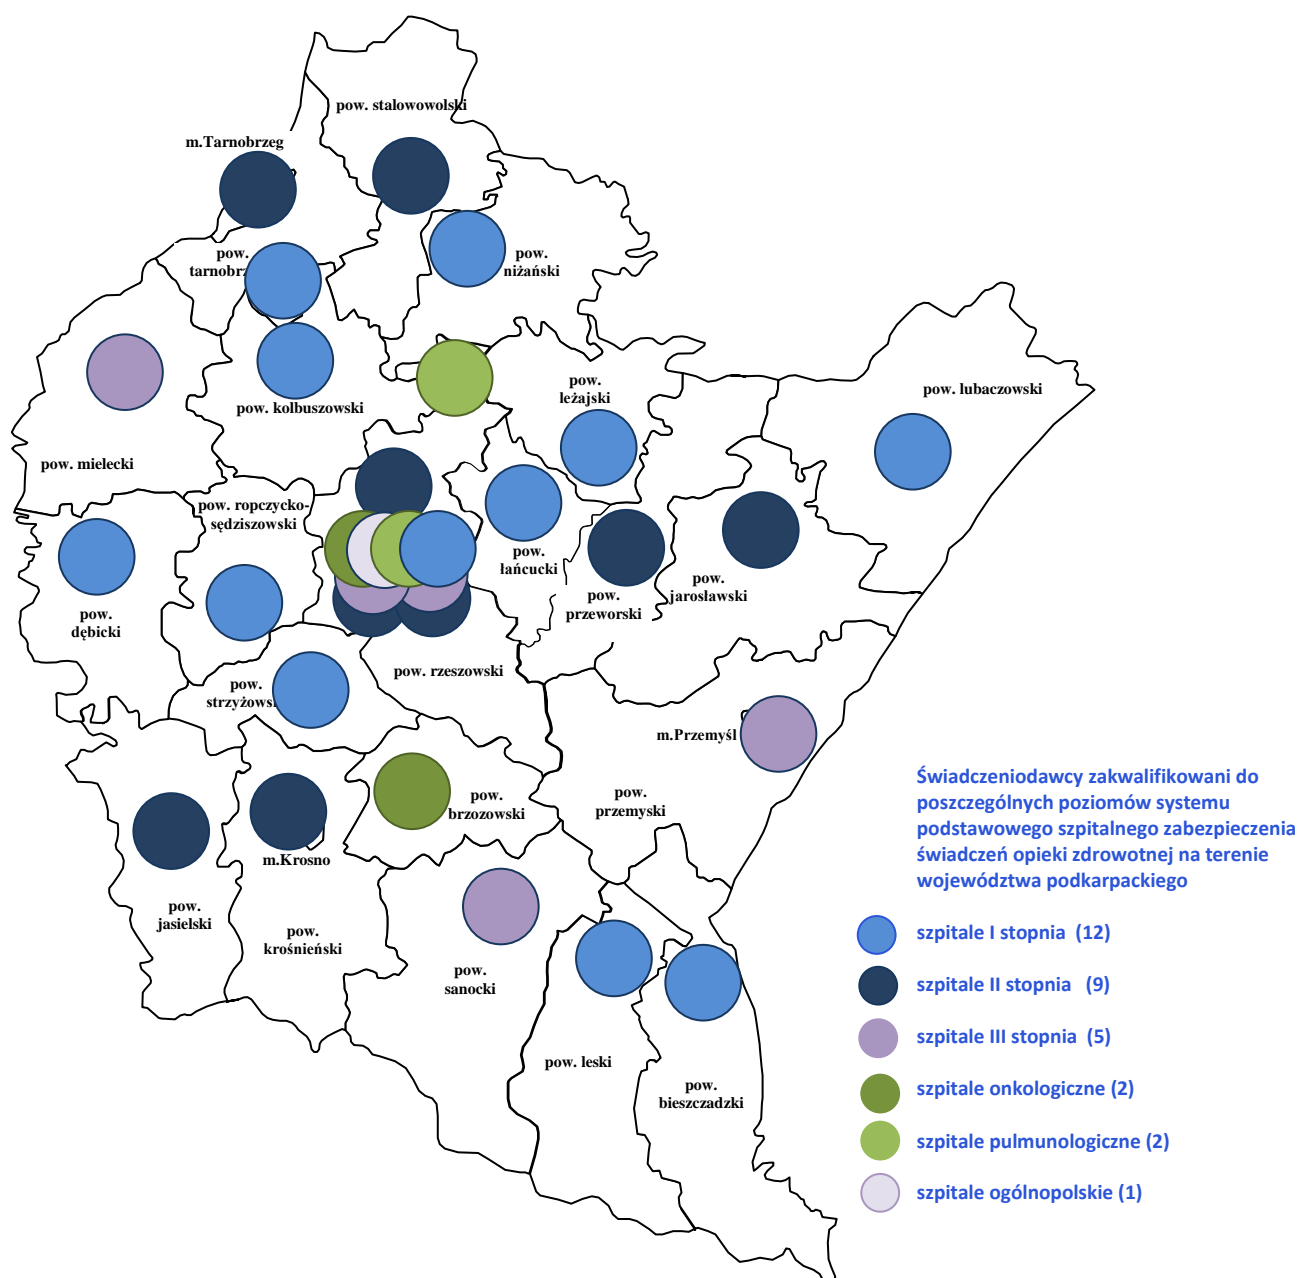 pow. stalowowolski
m.Tarnobrzeg
pow.
tarnobrz
pow.
niżański
pow. lubaczowski
pow.
leżajski
pow. kolbuszowski
pow. mielecki
pow. ropczycko-
sędziszowski
pow.
łańcucki
pow.
jarosławski
pow.
przeworski
pow.
dębicki
pow. rzeszowski
pow.
strzyżows
m.Przemyśl
pow.
przemyski
pow.
brzozowski
m.Krosno
pow.
jasielski
pow.
krośnieński
pow.
sanocki
pow. leski
pow.
bieszczadzki
Świadczeniodawcy zakwalifikowani do
poszczególnych poziomów systemu
podstawowego szpitalnego zabezpieczenia
świadczeń opieki zdrowotnej na terenie
województwa podkarpackiego
szpitale I stopnia (12)
szpitale II stopnia (9)
szpitale III stopnia (5)
szpitale onkologiczne (2)
szpitale pulmunologiczne (2)
szpitale ogólnopolskie (1)